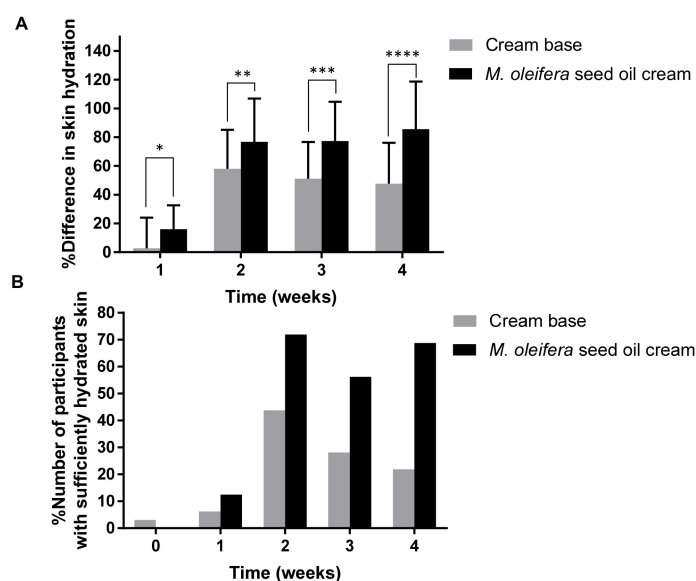 A
%Difference in skin hydration
140
120
100
80
60
40
20
0
*
**
***
****
1 2 3 4
Time (weeks)
Cream base
M. oleifera seed oil cream
B
%Number of participants
with sufficiently hydrated skin
80
70
60
50
40
30
20
10
0
0 1 2 3 4
Time (weeks)
Cream base
M. oleifera seed oil cream